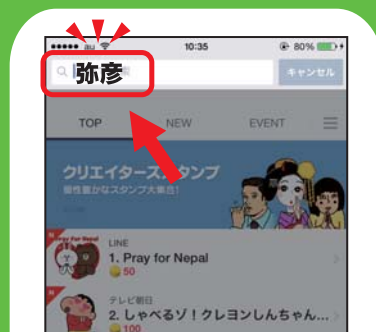 au 10:35 80%
弥彦
キャンセル
TOP NEW EVENT
クリエイターズスタンプ
個性豊かなスタンプ大集合!
LINE
1. Pray for Nepal
50
テレビ朝日
2. しゃべるゾ！クレヨンしんちゃん...
100